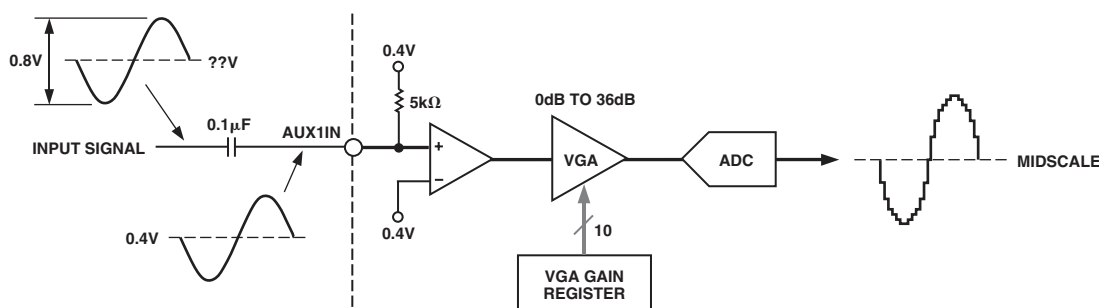 0.8V
??V
0.4V
5kΩ
0dB TO 36dB
0.1µF
AUX1IN
INPUT SIGNAL
+
VGA
ADC
MIDSCALE
–
0.4V
0.4V
10
VGA GAIN
REGISTER